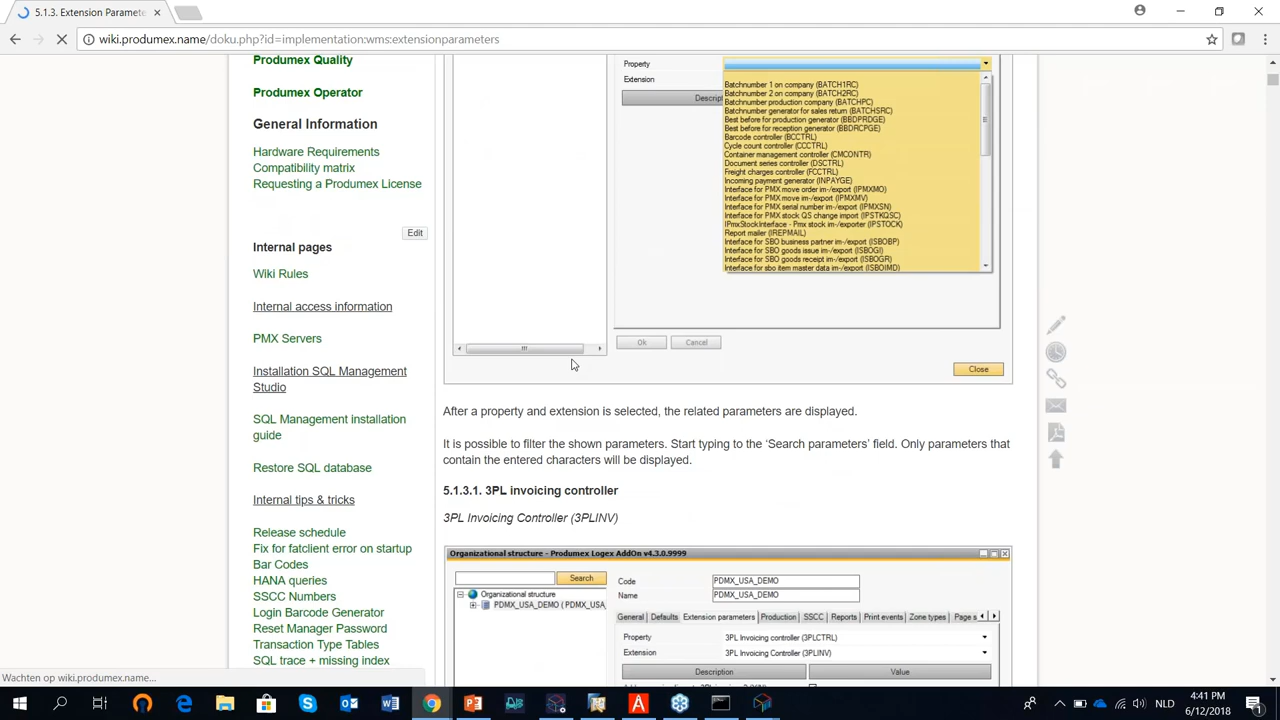 5.1.3. Extension Parame
wiki.produmex.name/doku.php?id=implementation:wms:extensionparameters
Produmex Quality
Produmex Operator
General Information
Hardware Requirements
Compatibility matrix
Requesting a Produmex License
Edit
Internal pages
Wiki Rules
Internal access information
PMX Servers
Installation SQL Management
Studio
SQL Management installation
guide
Restore SQL database
Internal tips & tricks
Release schedule
Fix for fatclient error on startup
Bar Codes
HANA queries
SSCC Numbers
Login Barcode Generator
Reset Manager Password
Transaction Type Tables
SQL trace + missing index
Property
Extension
Descript
Batchnumber 1 on company (BATCH1RC)
Batchnumber 2 on company (BATCH2RC)
Batchnumber production company (BATCHPC)
Batchnumber generator for sales return (BATCHSRC)
Best before for production generator (BBDPRDGE)
Best before for reception generator (BBDRCPGE)
Barcode controller (BCCTRL)
Cycle count controller (CCCTRL)
Container management controller (CMCONTR)
Document series controller (DSCTRL)
Freight charges controller (FCCTRL)
Incoming payment generator (INPAYGE)
Interface for PMX move order im-/export (IPMXMO)
Interface for PMX move im-/export (IPMXMV)
Interface for PMX serial number im-/export (IPMXSN)
Interface for PMX stock QS change import (IPSTKQSC)
IPmxStockInterface - Pmx stock im-/exporter (IPSTOCK)
Report mailer (IREPMAIL)
Interface for SBO business partner im-/export (ISBOBP)
Interface for SBO goods issue im-/export (ISBOGI)
Interface for SBO goods receipt im-/export (ISBOGR)
Interface for sbo item master data im-/export (ISBOIMD)
Ok
Cancel
Close
After a property and extension is selected, the related parameters are displayed.
It is possible to filter the shown parameters. Start typing to the ‘Search parameters’ field. Only parameters that
contain the entered characters will be displayed.
5.1.3.1. 3PL invoicing controller
3PL Invoicing Controller (3PLINV)
Organizational structure - Produmex Logex AddOn v4.3.0.9999
Search
Organizational structure
PDMX_USA_DEMO ( PDMX_USA_
Code
PDMX_USA_DEMO
Name
PDMX_USA_DEMO
General
Defaults
Extension parameters
Production
SSCC
Reports
Print events
Zone types
Page s
Property
3PL Invoicing controller (3PLCTRL)
Extension
3PL Invoicing Controller (3PLINV)
Description
Value
4:41 PM
NLD
6/12/2018